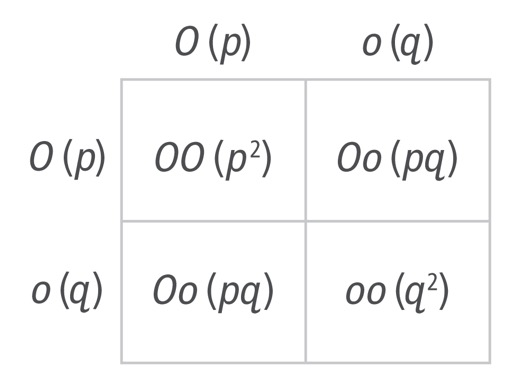 O (p) o (q)
O (p) OO (p²) Oo (pq)
o (q) Oo (pq) oo (q²)